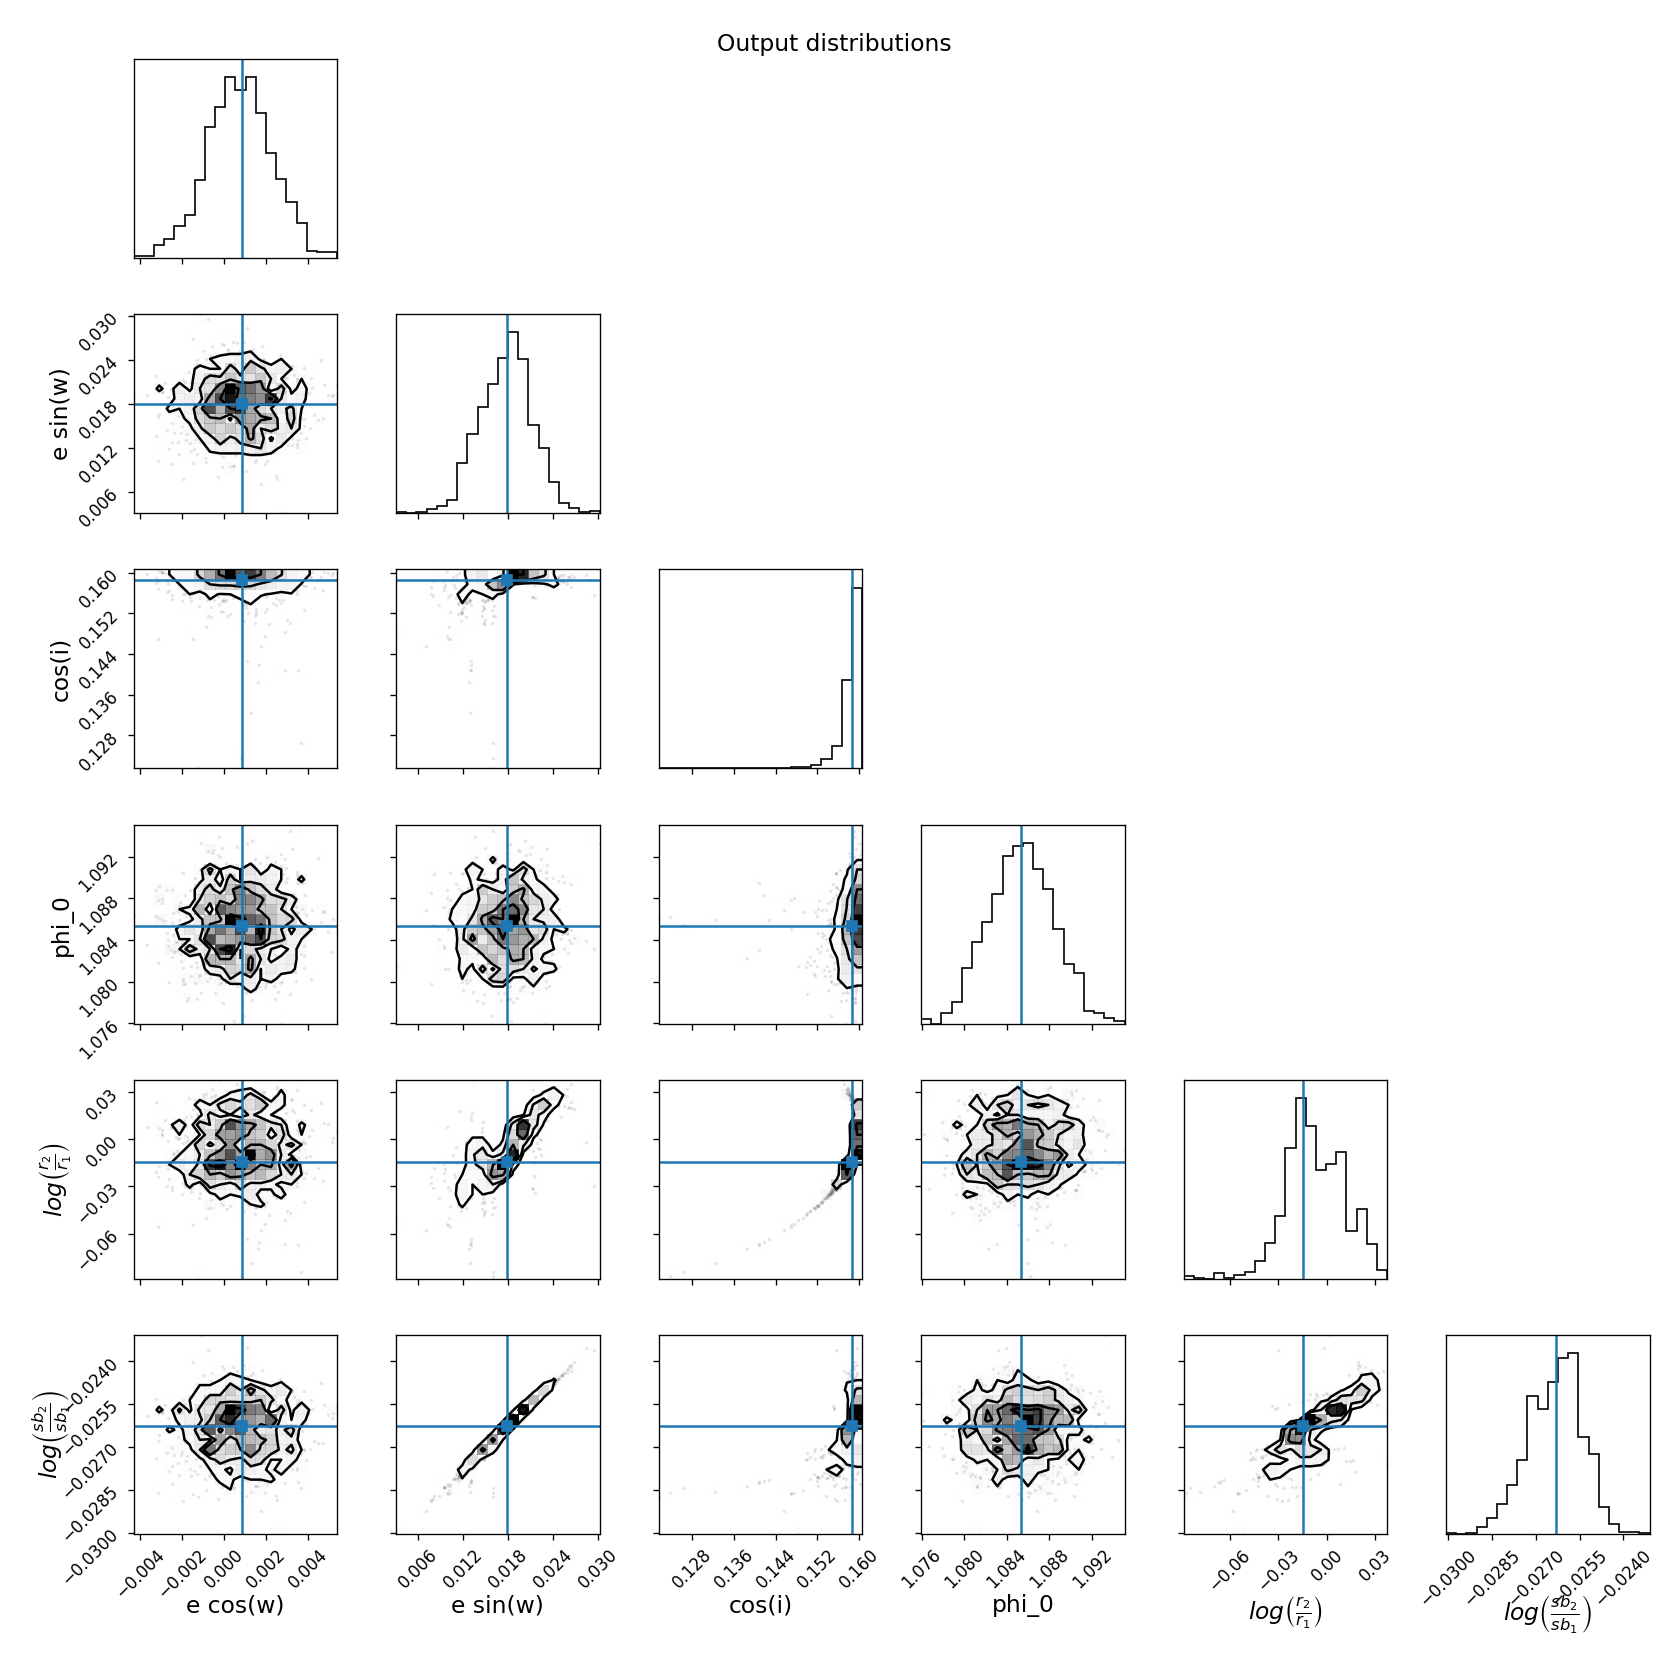 Output distributions
e sin(w)
0.030
0.024
0.018
0.012
0.006
cos(i)
0.160
0.152
0.144
0.136
0.128
phi_0
1.092
1.088
1.084
1.080
1.076
log(r₂/r₁)
0.03
0.00
−0.03
−0.06
log(sb₂/sb₁)
−0.0240
−0.0255
−0.0270
−0.0285
−0.0300
−0.004 −0.002 0.000 0.002 0.004
0.006 0.012 0.018 0.024 0.030
0.128 0.136 0.144 0.152 0.160
1.076 1.080 1.084 1.088 1.092
−0.06 −0.03 0.00 0.03
−0.0300 −0.0285 −0.0270 −0.0255 −0.0240
e cos(w)
e sin(w)
cos(i)
phi_0
log(r₂/r₁)
log(sb₂/sb₁)